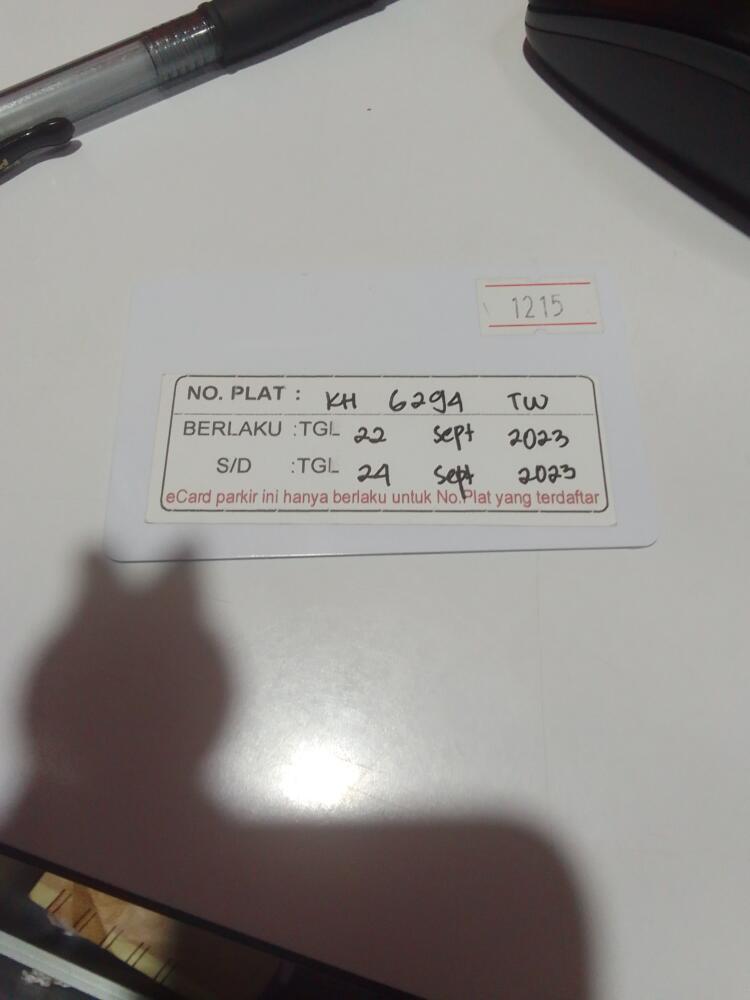 1215
NO. PLAT : KH 6294 TW
BERLAKU :TGL 22 sept 2023
S/D :TGL 24 sept 2023
eCard parkir ini hanya berlaku untuk No.Plat yang terdaftar